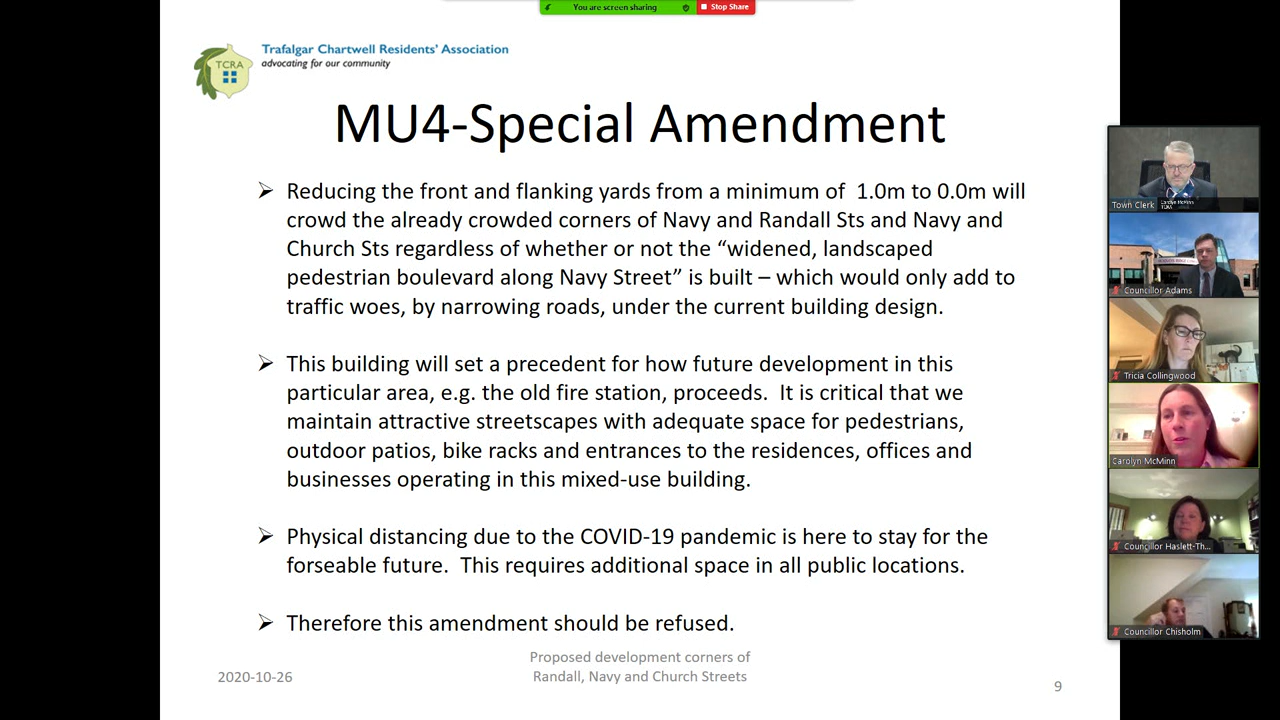 You are screen sharing
Stop Share
Trafalgar Chartwell Residents' Association
advocating for our community
TCRA
MU4-Special Amendment
➢ Reducing the front and flanking yards from a minimum of 1.0m to 0.0m will
crowd the already crowded corners of Navy and Randall Sts and Navy and
Church Sts regardless of whether or not the “widened, landscaped
pedestrian boulevard along Navy Street” is built – which would only add to
traffic woes, by narrowing roads, under the current building design.
➢ This building will set a precedent for how future development in this
particular area, e.g. the old fire station, proceeds. It is critical that we
maintain attractive streetscapes with adequate space for pedestrians,
outdoor patios, bike racks and entrances to the residences, offices and
businesses operating in this mixed-use building.
➢ Physical distancing due to the COVID-19 pandemic is here to stay for the
forseable future. This requires additional space in all public locations.
➢ Therefore this amendment should be refused.
2020-10-26
Proposed development corners of
Randall, Navy and Church Streets
9
Town Clerk
Councillor Adams
Tricia Collingwood
Carolyn McMinn
Councillor Haslett-Th...
Councillor Chisholm